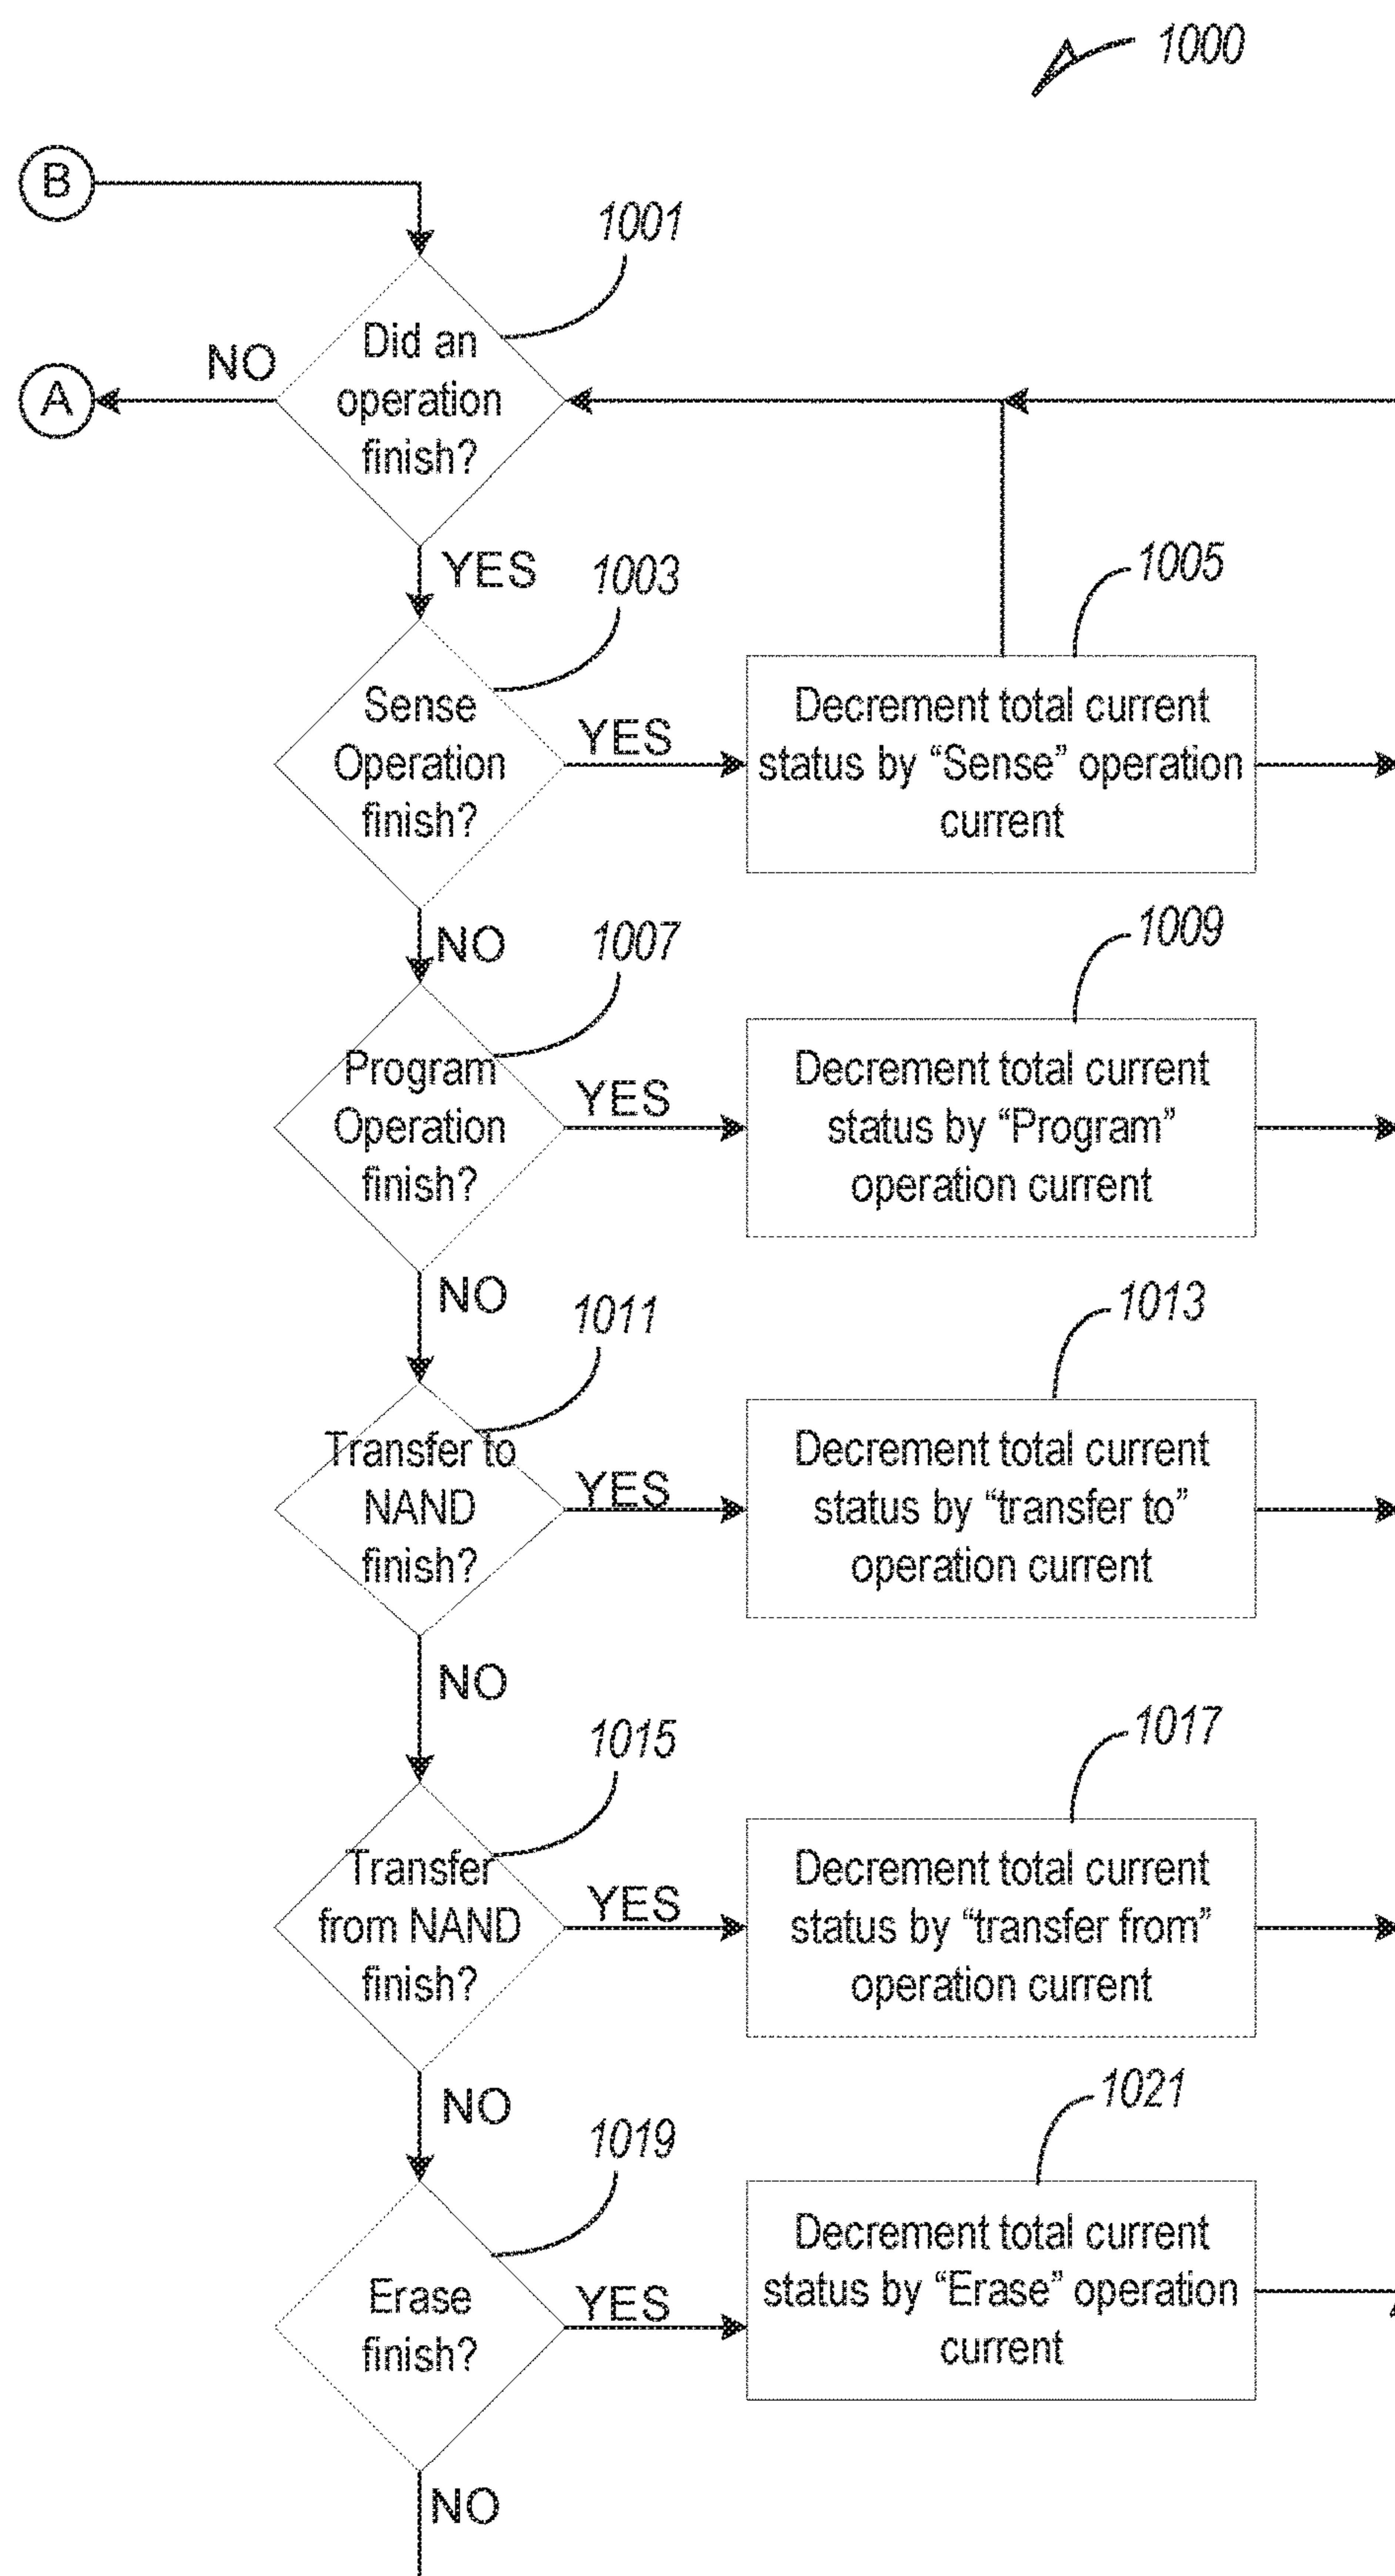 1000
B
1001
Did an
operation
finish?
NO
A
YES
1003
1005
Sense
Operation
finish?
YES
Decrement total current
status by “Sense” operation
current
NO
1007
1009
Program
Operation
finish?
YES
Decrement total current
status by “Program”
operation current
NO
1011
1013
Transfer to
NAND
finish?
YES
Decrement total current
status by “transfer to”
operation current
NO
1015
1017
Transfer
from NAND
finish?
YES
Decrement total current
status by “transfer from”
operation current
NO
1019
1021
Erase
finish?
YES
Decrement total current
status by “Erase” operation
current
NO